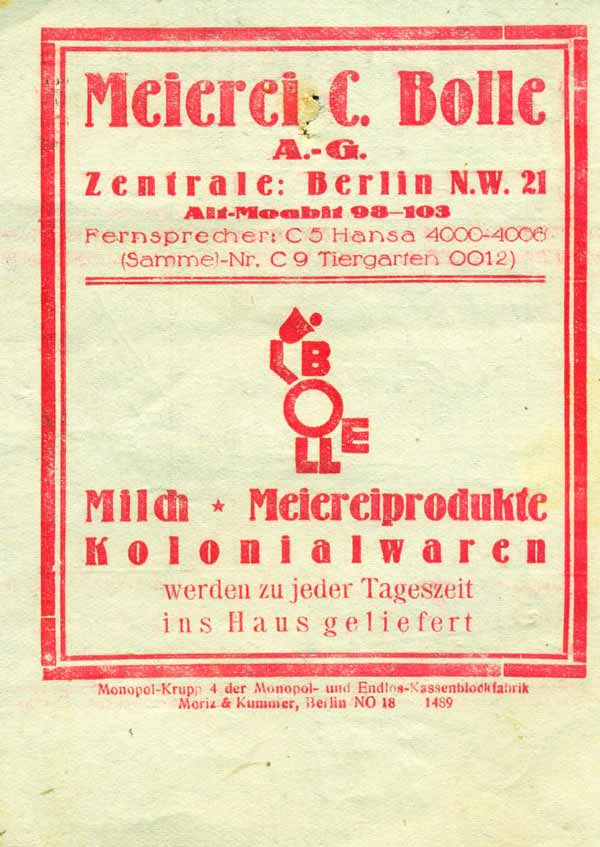 Meierei C. Bolle
A.-G.
Zentrale: Berlin N.W. 21
Alt-Moabit 98–103
Fernsprecher: C 5 Hansa 4000-4006
(Sammel-Nr. C 9 Tiergarten 0012)
BOLLE
Milch ★ Meiereiprodukte
Kolonialwaren
werden zu jeder Tageszeit
ins Haus geliefert
Monopol-Krupp 4 der Monopol- und Endlos-Kassenblockfabrik
Moriz & Kummer, Berlin NO 18 1489